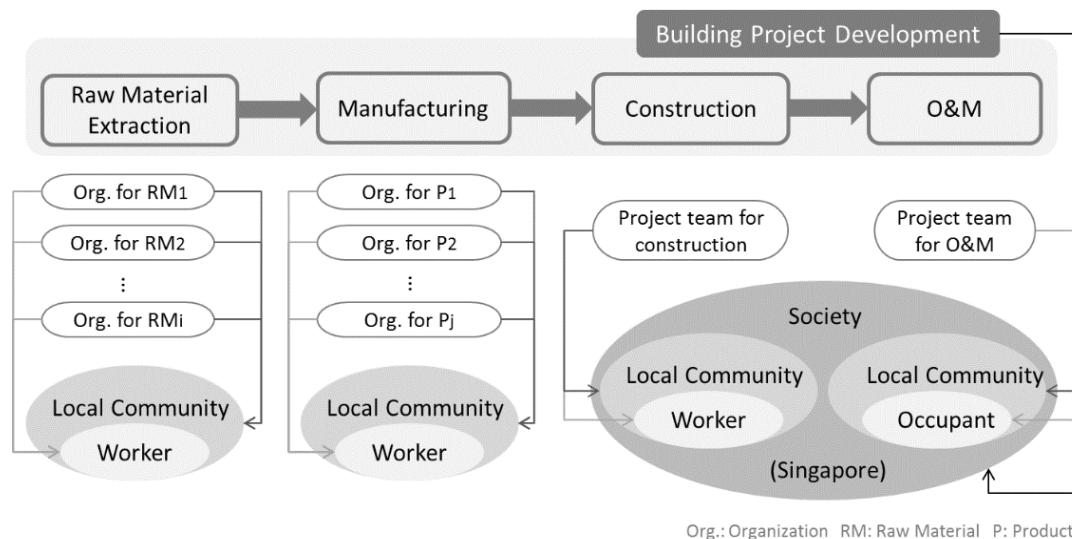 Building Project Development
Raw Material
Extraction
Manufacturing
Construction
O&M
Org. for RM1
Org. for RM2
⋮
Org. for RMi
Local Community
Worker
Org. for P1
Org. for P2
⋮
Org. for Pj
Local Community
Worker
Project team for
construction
Project team
for O&M
Society
Local Community
Worker
Local Community
Occupant
(Singapore)
Org.: Organization RM: Raw Material P: Product